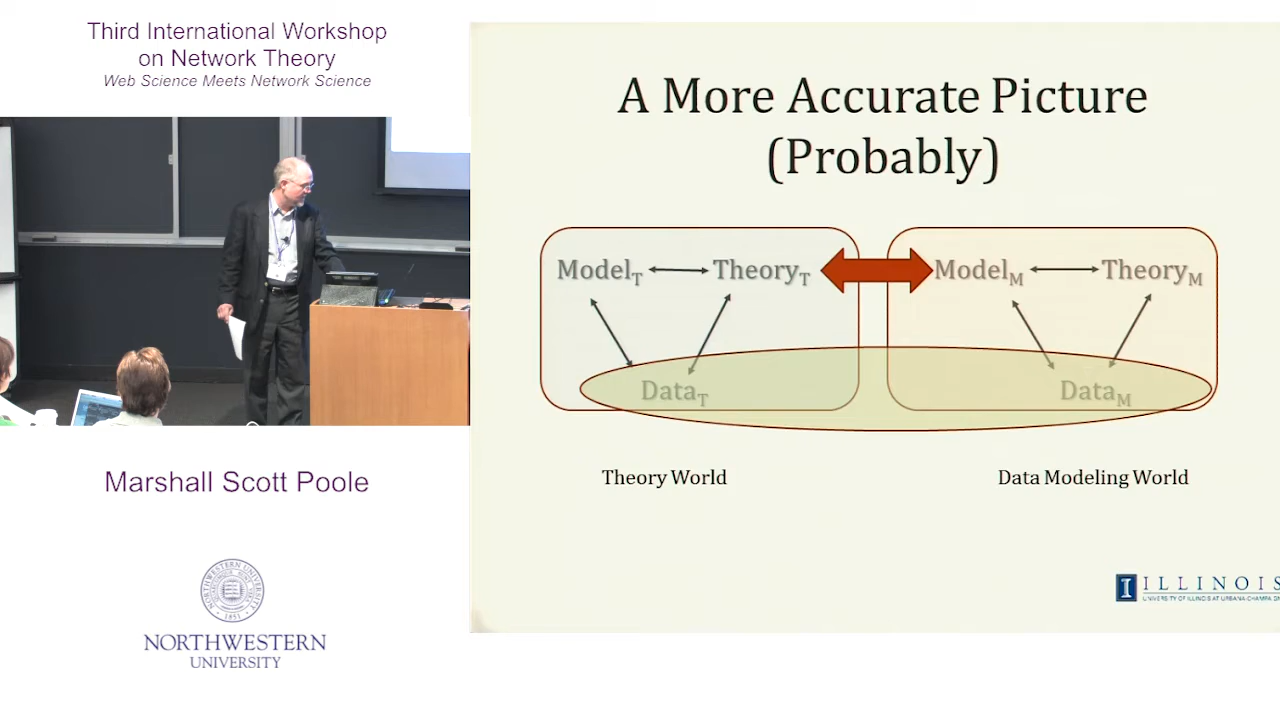 Third International Workshop
on Network Theory
Web Science Meets Network Science
A More Accurate Picture
(Probably)
Model_T Theory_T Model_M Theory_M
Data_T Data_M
Theory World Data Modeling World
Marshall Scott Poole
ILLINOIS
UNIVERSITY OF ILLINOIS AT URBANA-CHAMPAIGN
1851
NORTHWESTERN
UNIVERSITY